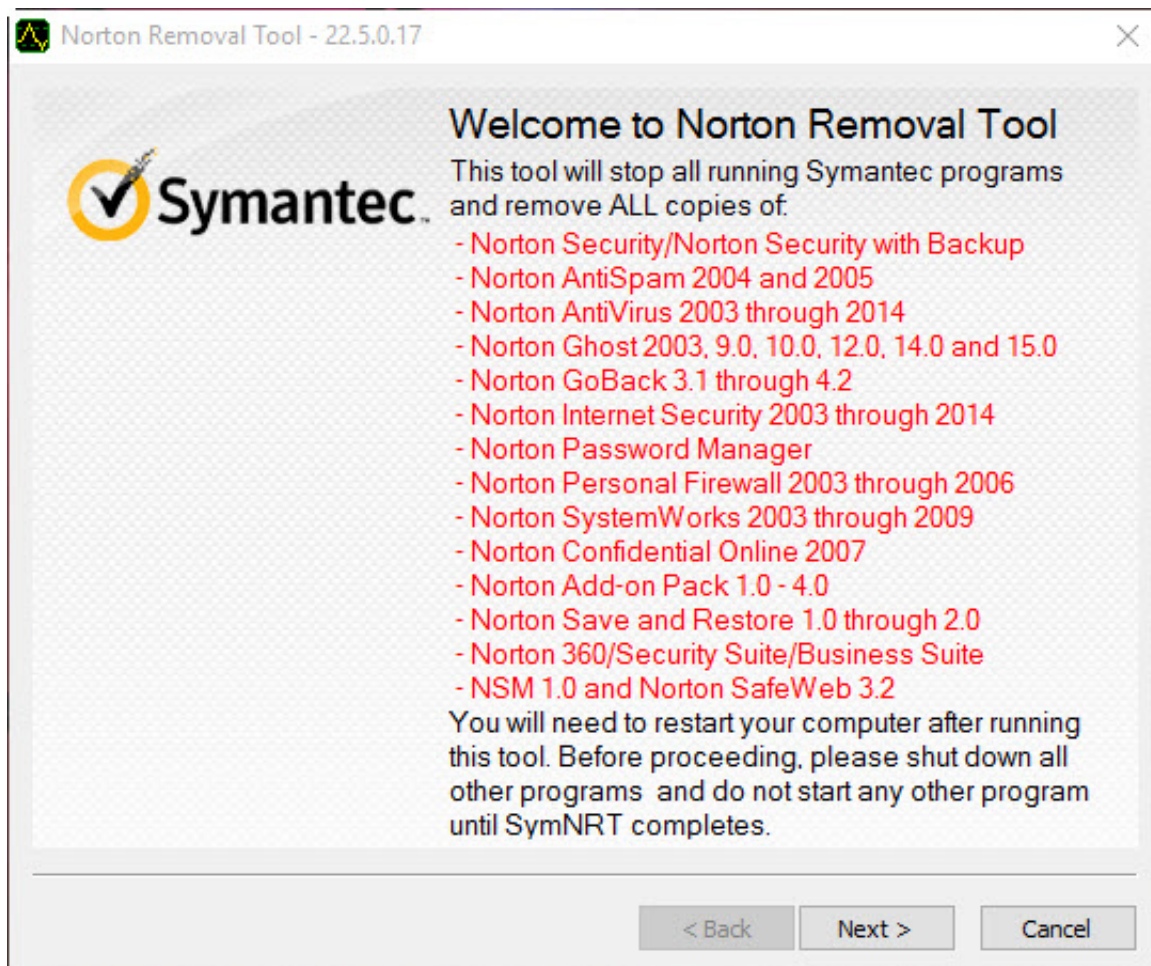 Norton Removal Tool - 22.5.0.17
Symantec™
Welcome to Norton Removal Tool
This tool will stop all running Symantec programs
and remove ALL copies of:
- Norton Security/Norton Security with Backup
- Norton AntiSpam 2004 and 2005
- Norton AntiVirus 2003 through 2014
- Norton Ghost 2003, 9.0, 10.0, 12.0, 14.0 and 15.0
- Norton GoBack 3.1 through 4.2
- Norton Internet Security 2003 through 2014
- Norton Password Manager
- Norton Personal Firewall 2003 through 2006
- Norton SystemWorks 2003 through 2009
- Norton Confidential Online 2007
- Norton Add-on Pack 1.0 - 4.0
- Norton Save and Restore 1.0 through 2.0
- Norton 360/Security Suite/Business Suite
- NSM 1.0 and Norton SafeWeb 3.2
You will need to restart your computer after running
this tool. Before proceeding, please shut down all
other programs  and do not start any other program
until SymNRT completes.
< Back Next > Cancel